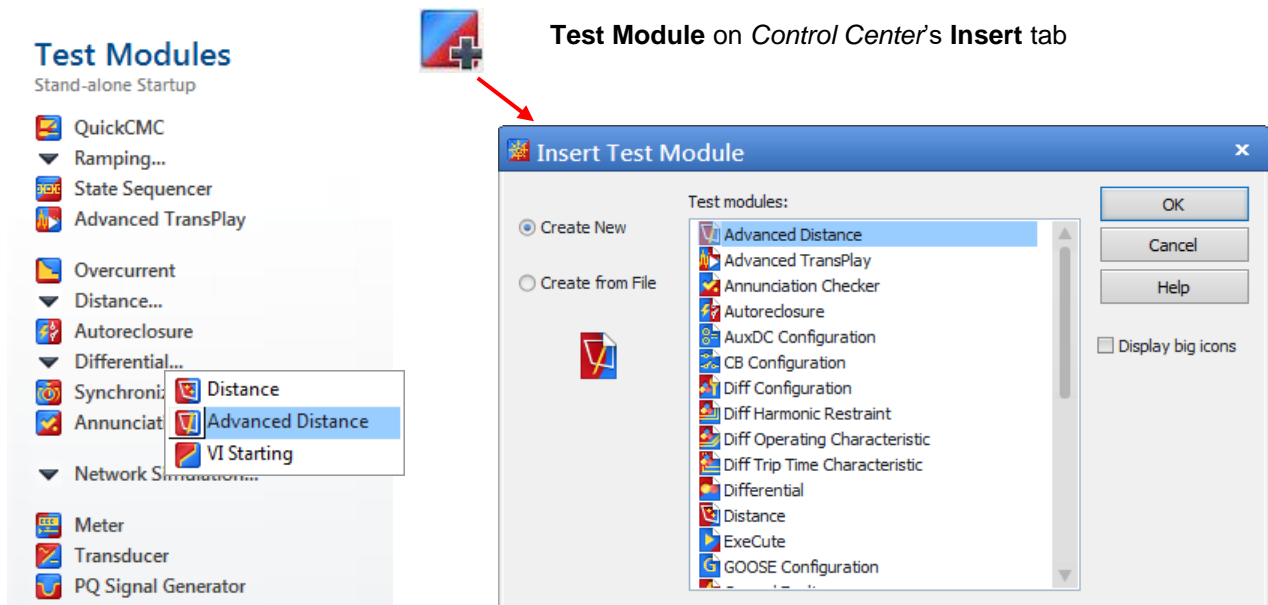 Test Modules
Stand-alone Startup
QuickCMC
Ramping...
State Sequencer
Advanced TransPlay
Overcurrent
Distance...
Autoreclosure
Differential...
Distance
Advanced Distance
VI Starting
Meter
Transducer
PQ Signal Generator
Test Module on Control Center's Insert tab
Insert Test Module
Create New
Create from File
Test modules:
Advanced Distance
Advanced TransPlay
Annunciation Checker
Autoreclosure
AuxDC Configuration
CB Configuration
Diff Configuration
Diff Harmonic Restraint
Diff Operating Characteristic
Diff Trip Time Characteristic
Differential
Distance
ExeCute
GOOSE Configuration
OK
Cancel
Help
Display big icons